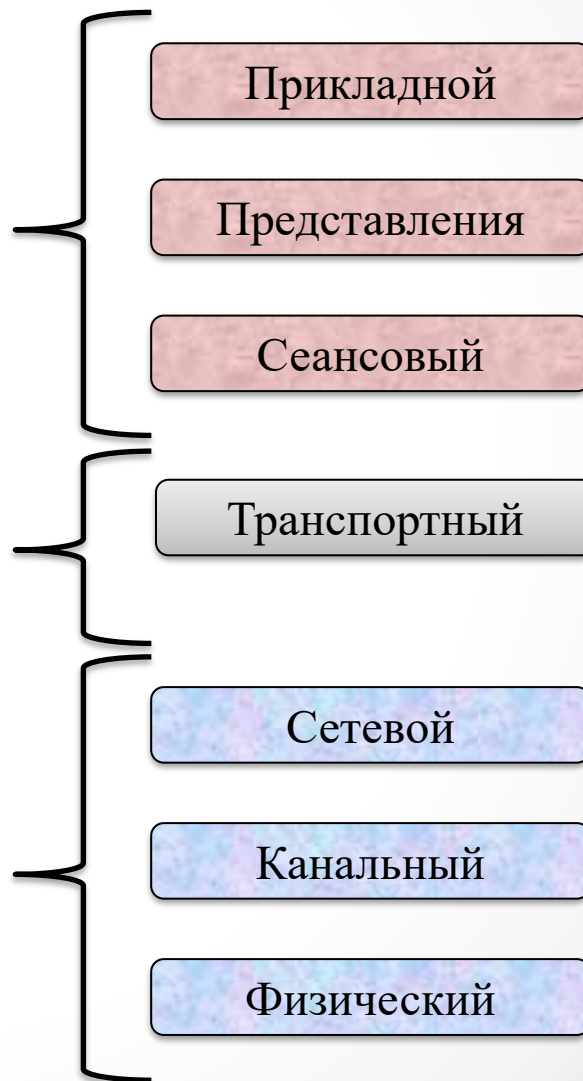 Прикладной
Представления
Сеансовый
Транспортный
Сетевой
Канальный
Физический